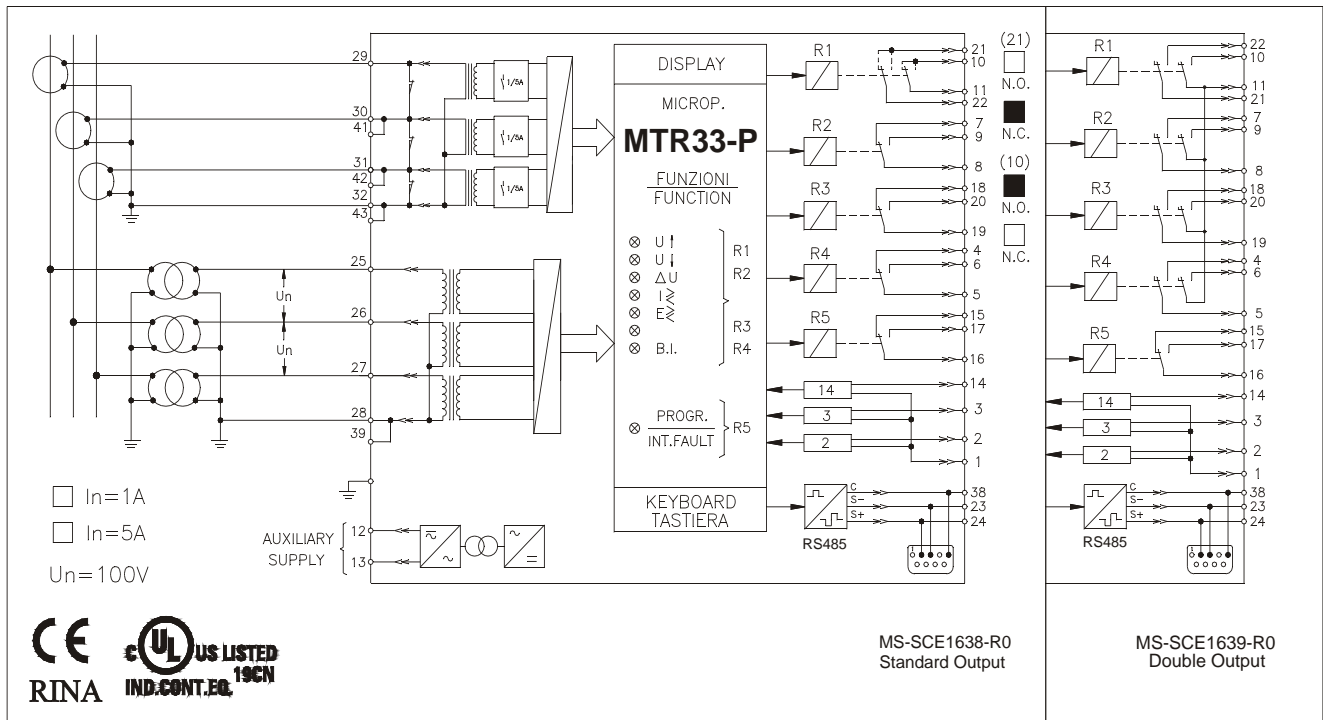 29
30
41
31
42
32
43
1/5A
1/5A
1/5A
25
Un
26
Un
27
28
39
12
13
AUXILIARY
SUPPLY
In=1A
In=5A
Un=100V
CE
RINA
C UL US LISTED
19CN
IND.CONT.EQ.
DISPLAY
MICROP.
MTR33-P
FUNZIONI
FUNCTION
U↑
U↓
ΔU
I≷
E≷
B.I.
R1
R2
R3
R4
PROGR.
INT.FAULT
R5
KEYBOARD
TASTIERA
R1
21
10
11
22
R2
7
9
8
R3
18
20
19
R4
4
6
5
R5
15
17
16
14
14
3
3
2
2
1
C
S-
S+
38
23
24
RS485
1
(21)
N.O.
N.C.
(10)
N.O.
N.C.
MS-SCE1638-R0
Standard Output
R1
22
10
11
21
R2
7
9
8
R3
18
20
19
R4
4
6
5
R5
15
17
16
14
14
3
3
2
2
1
C
S-
S+
38
23
24
RS485
1
MS-SCE1639-R0
Double Output